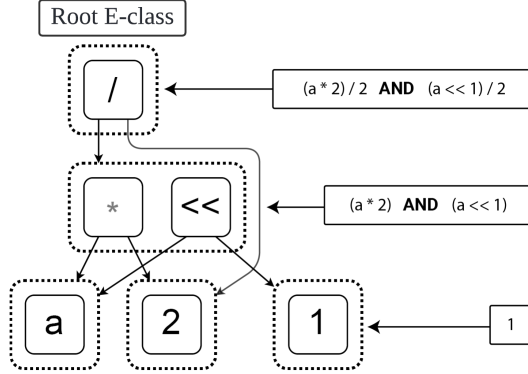 Root E-class
/
(a * 2) / 2 AND (a << 1) / 2
*
<<
(a * 2) AND (a << 1)
a
2
1
1